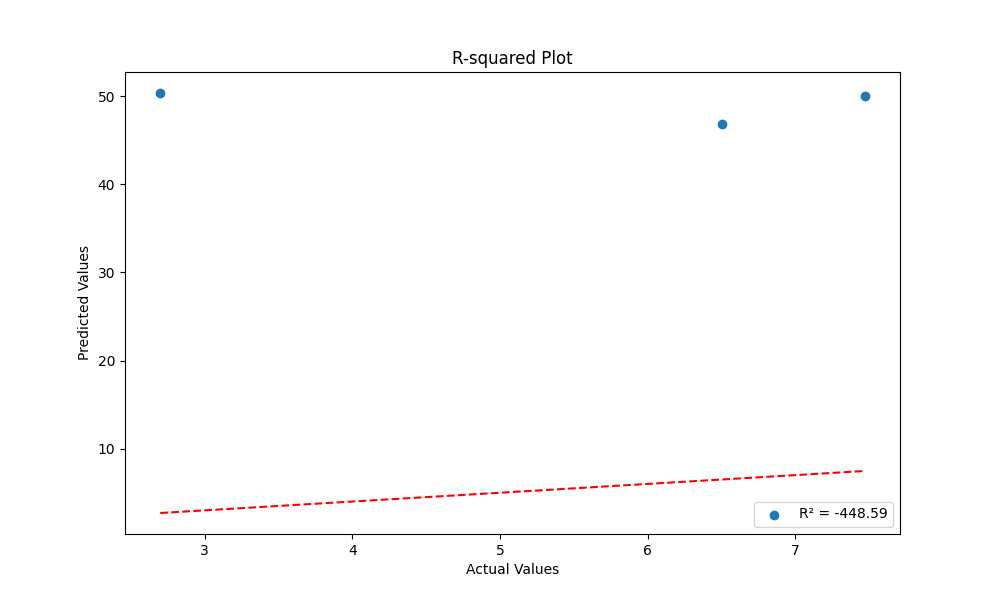 R-squared Plot
50
40
30
20
10
Predicted Values
3 4 5 6 7
Actual Values
R² = -448.59